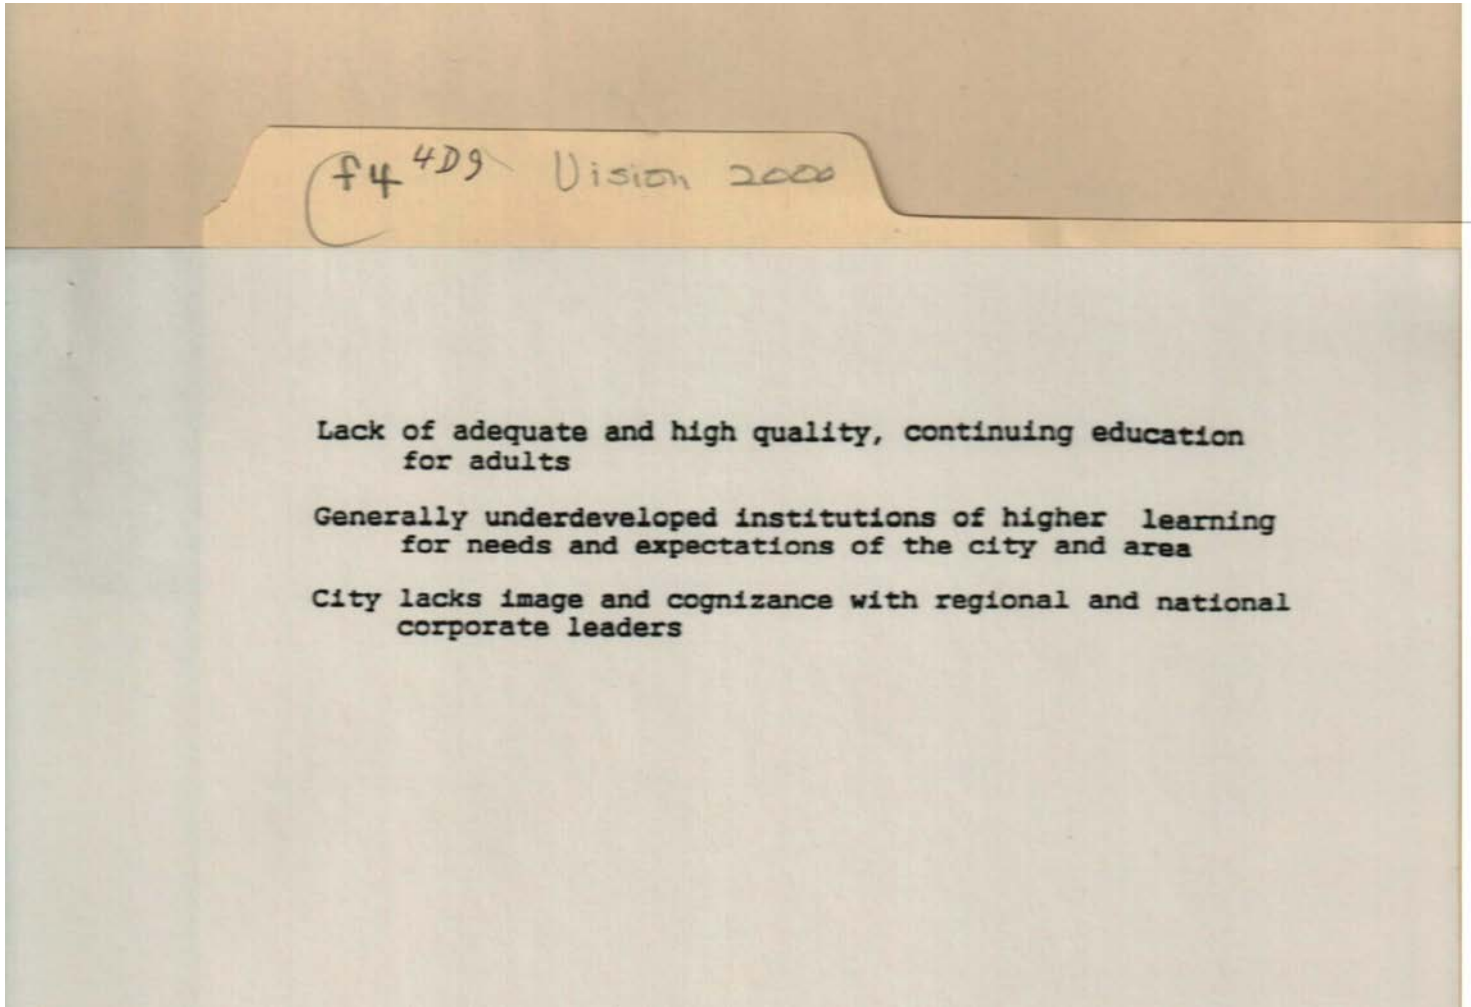 f4 4D9 Vision 2000
Lack of adequate and high quality, continuing education
for adults
Generally underdeveloped institutions of higher learning
for needs and expectations of the city and area
City lacks image and cognizance with regional and national
corporate leaders